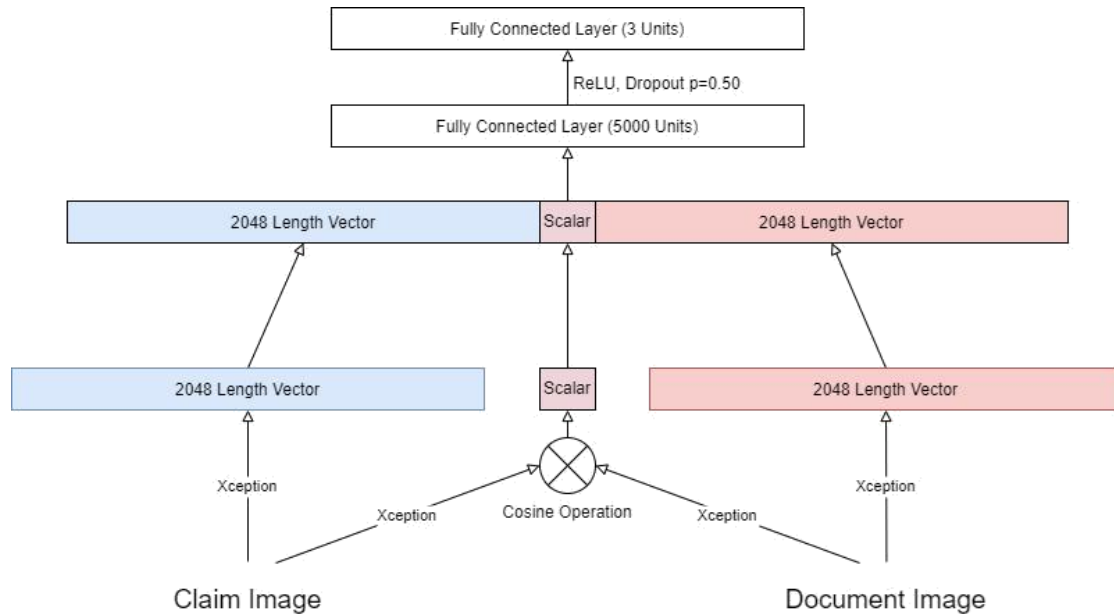 Fully Connected Layer (3 Units)
ReLU, Dropout p=0.50
Fully Connected Layer (5000 Units)
2048 Length Vector
Scalar
2048 Length Vector
2048 Length Vector
Scalar
2048 Length Vector
Xception
Xception
Cosine Operation
Xception
Xception
Claim Image
Document Image